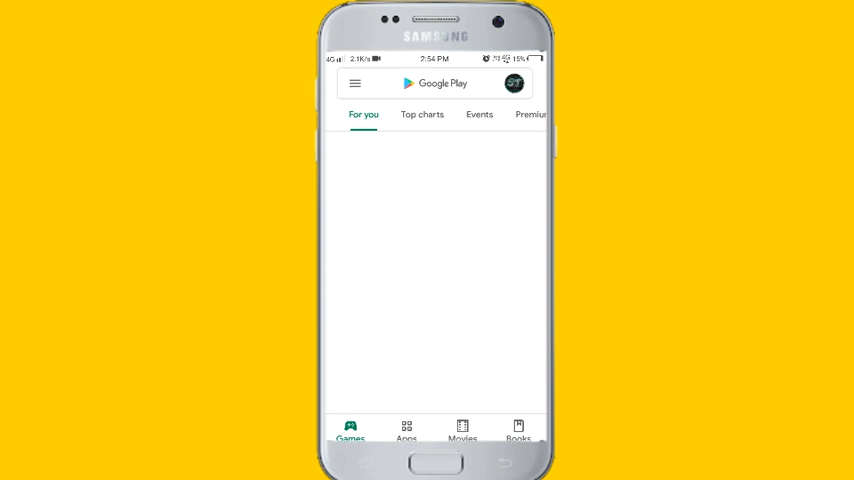 SAMSUNG
4G 2.1K/s 2:54 PM 15%
Google Play
For you Top charts Events Premiu
Games Apps Movies Books